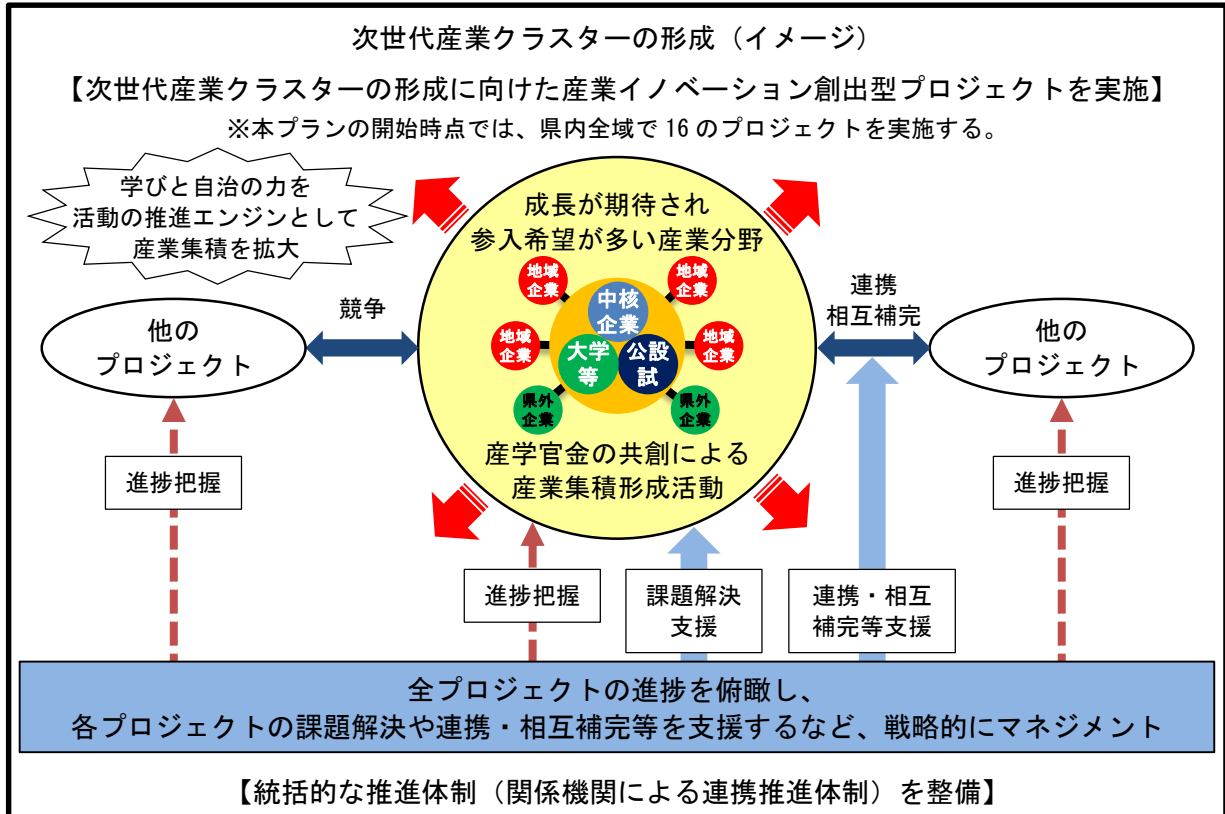 次世代産業クラスターの形成（イメージ）
【次世代産業クラスターの形成に向けた産業イノベーション創出型プロジェクトを実施】
※本プランの開始時点では、県内全域で 16 のプロジェクトを実施する。
学びと自治の力を
活動の推進エンジンとして
産業集積を拡大
成長が期待され
参入希望が多い産業分野
地域
企業
地域
企業
中核
企業
地域
企業
地域
企業
大学
等
公設
試
県外
企業
県外
企業
産学官金の共創による
産業集積形成活動
他の
プロジェクト
競争
連携
相互補完
他の
プロジェクト
進捗把握
進捗把握
課題解決
支援
連携・相互
補完等支援
進捗把握
全プロジェクトの進捗を俯瞰し、
各プロジェクトの課題解決や連携・相互補完等を支援するなど、戦略的にマネジメント
【統括的な推進体制（関係機関による連携推進体制）を整備】